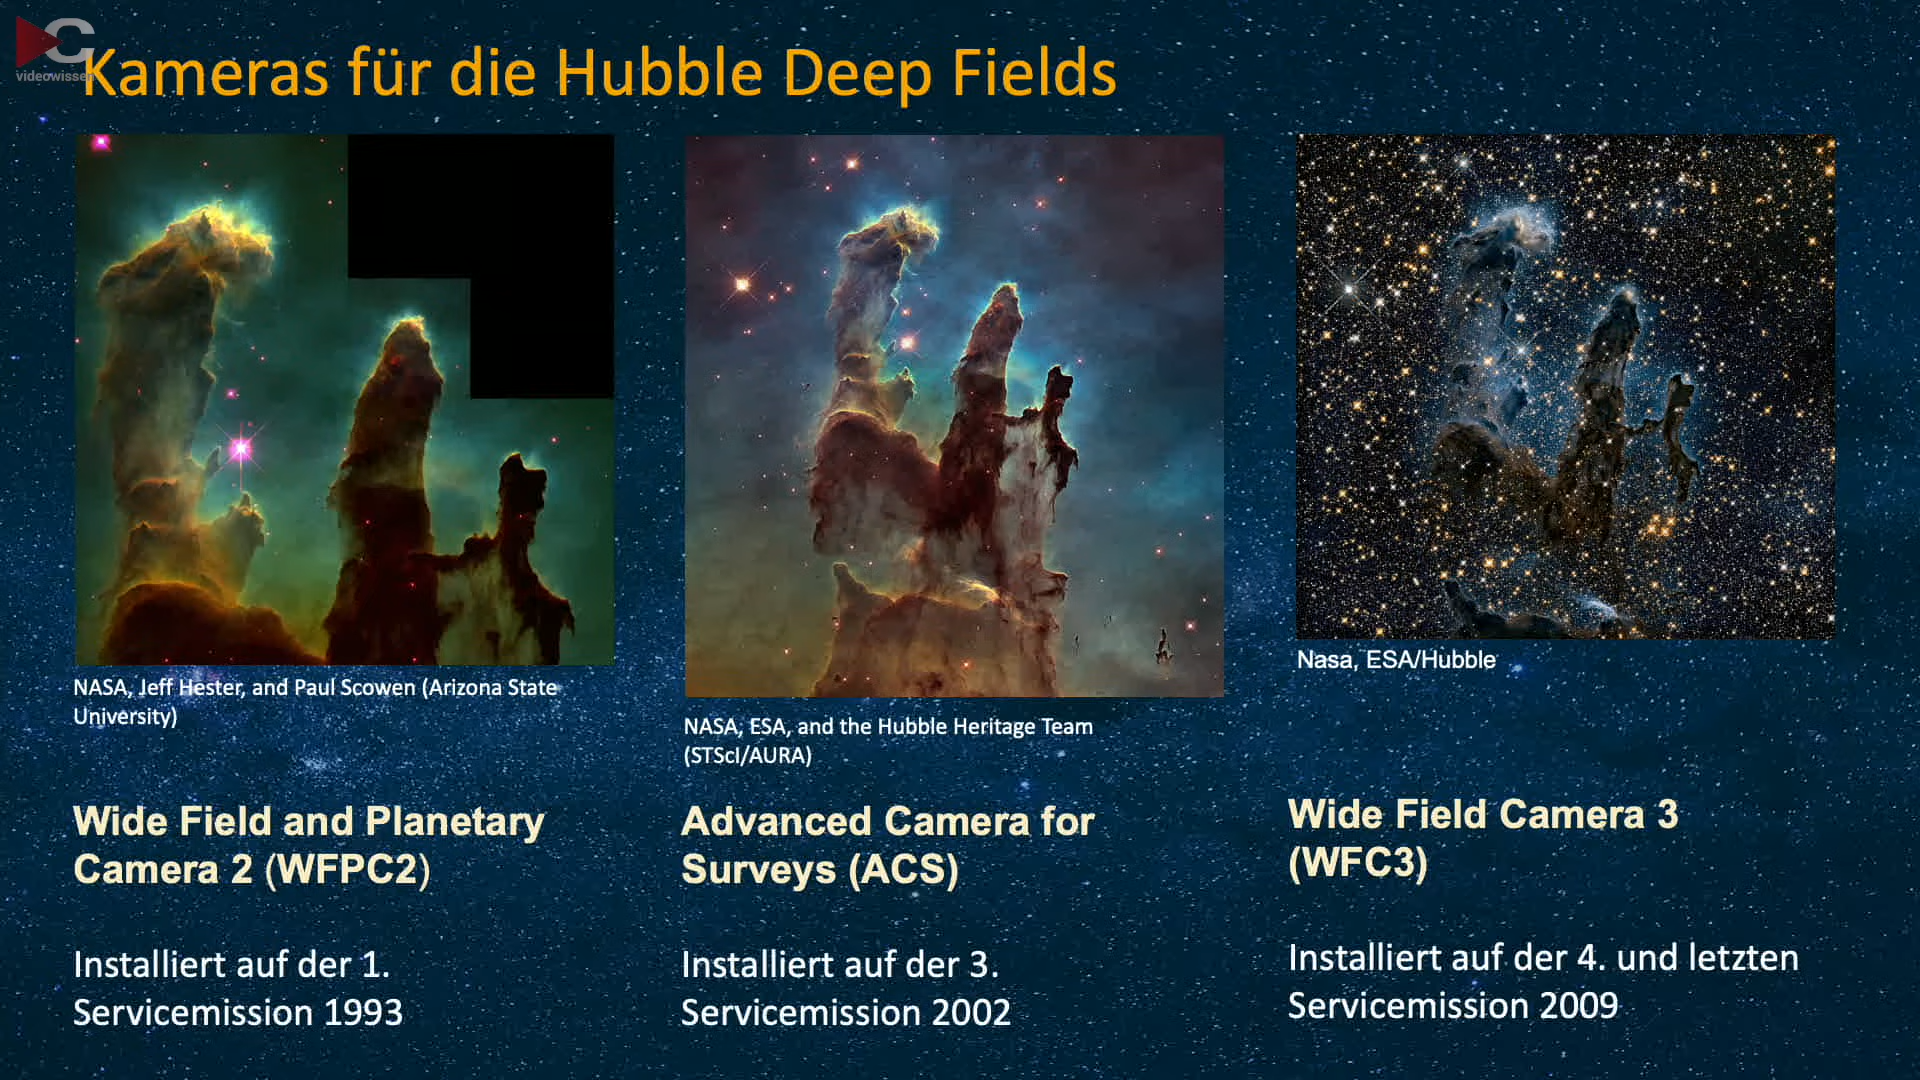 videowissen
Kameras für die Hubble Deep Fields
NASA, Jeff Hester, and Paul Scowen (Arizona State
University)
Wide Field and Planetary
Camera 2 (WFPC2)
Installiert auf der 1.
Servicemission 1993
NASA, ESA, and the Hubble Heritage Team
(STScI/AURA)
Advanced Camera for
Surveys (ACS)
Installiert auf der 3.
Servicemission 2002
Nasa, ESA/Hubble
Wide Field Camera 3
(WFC3)
Installiert auf der 4. und letzten
Servicemission 2009